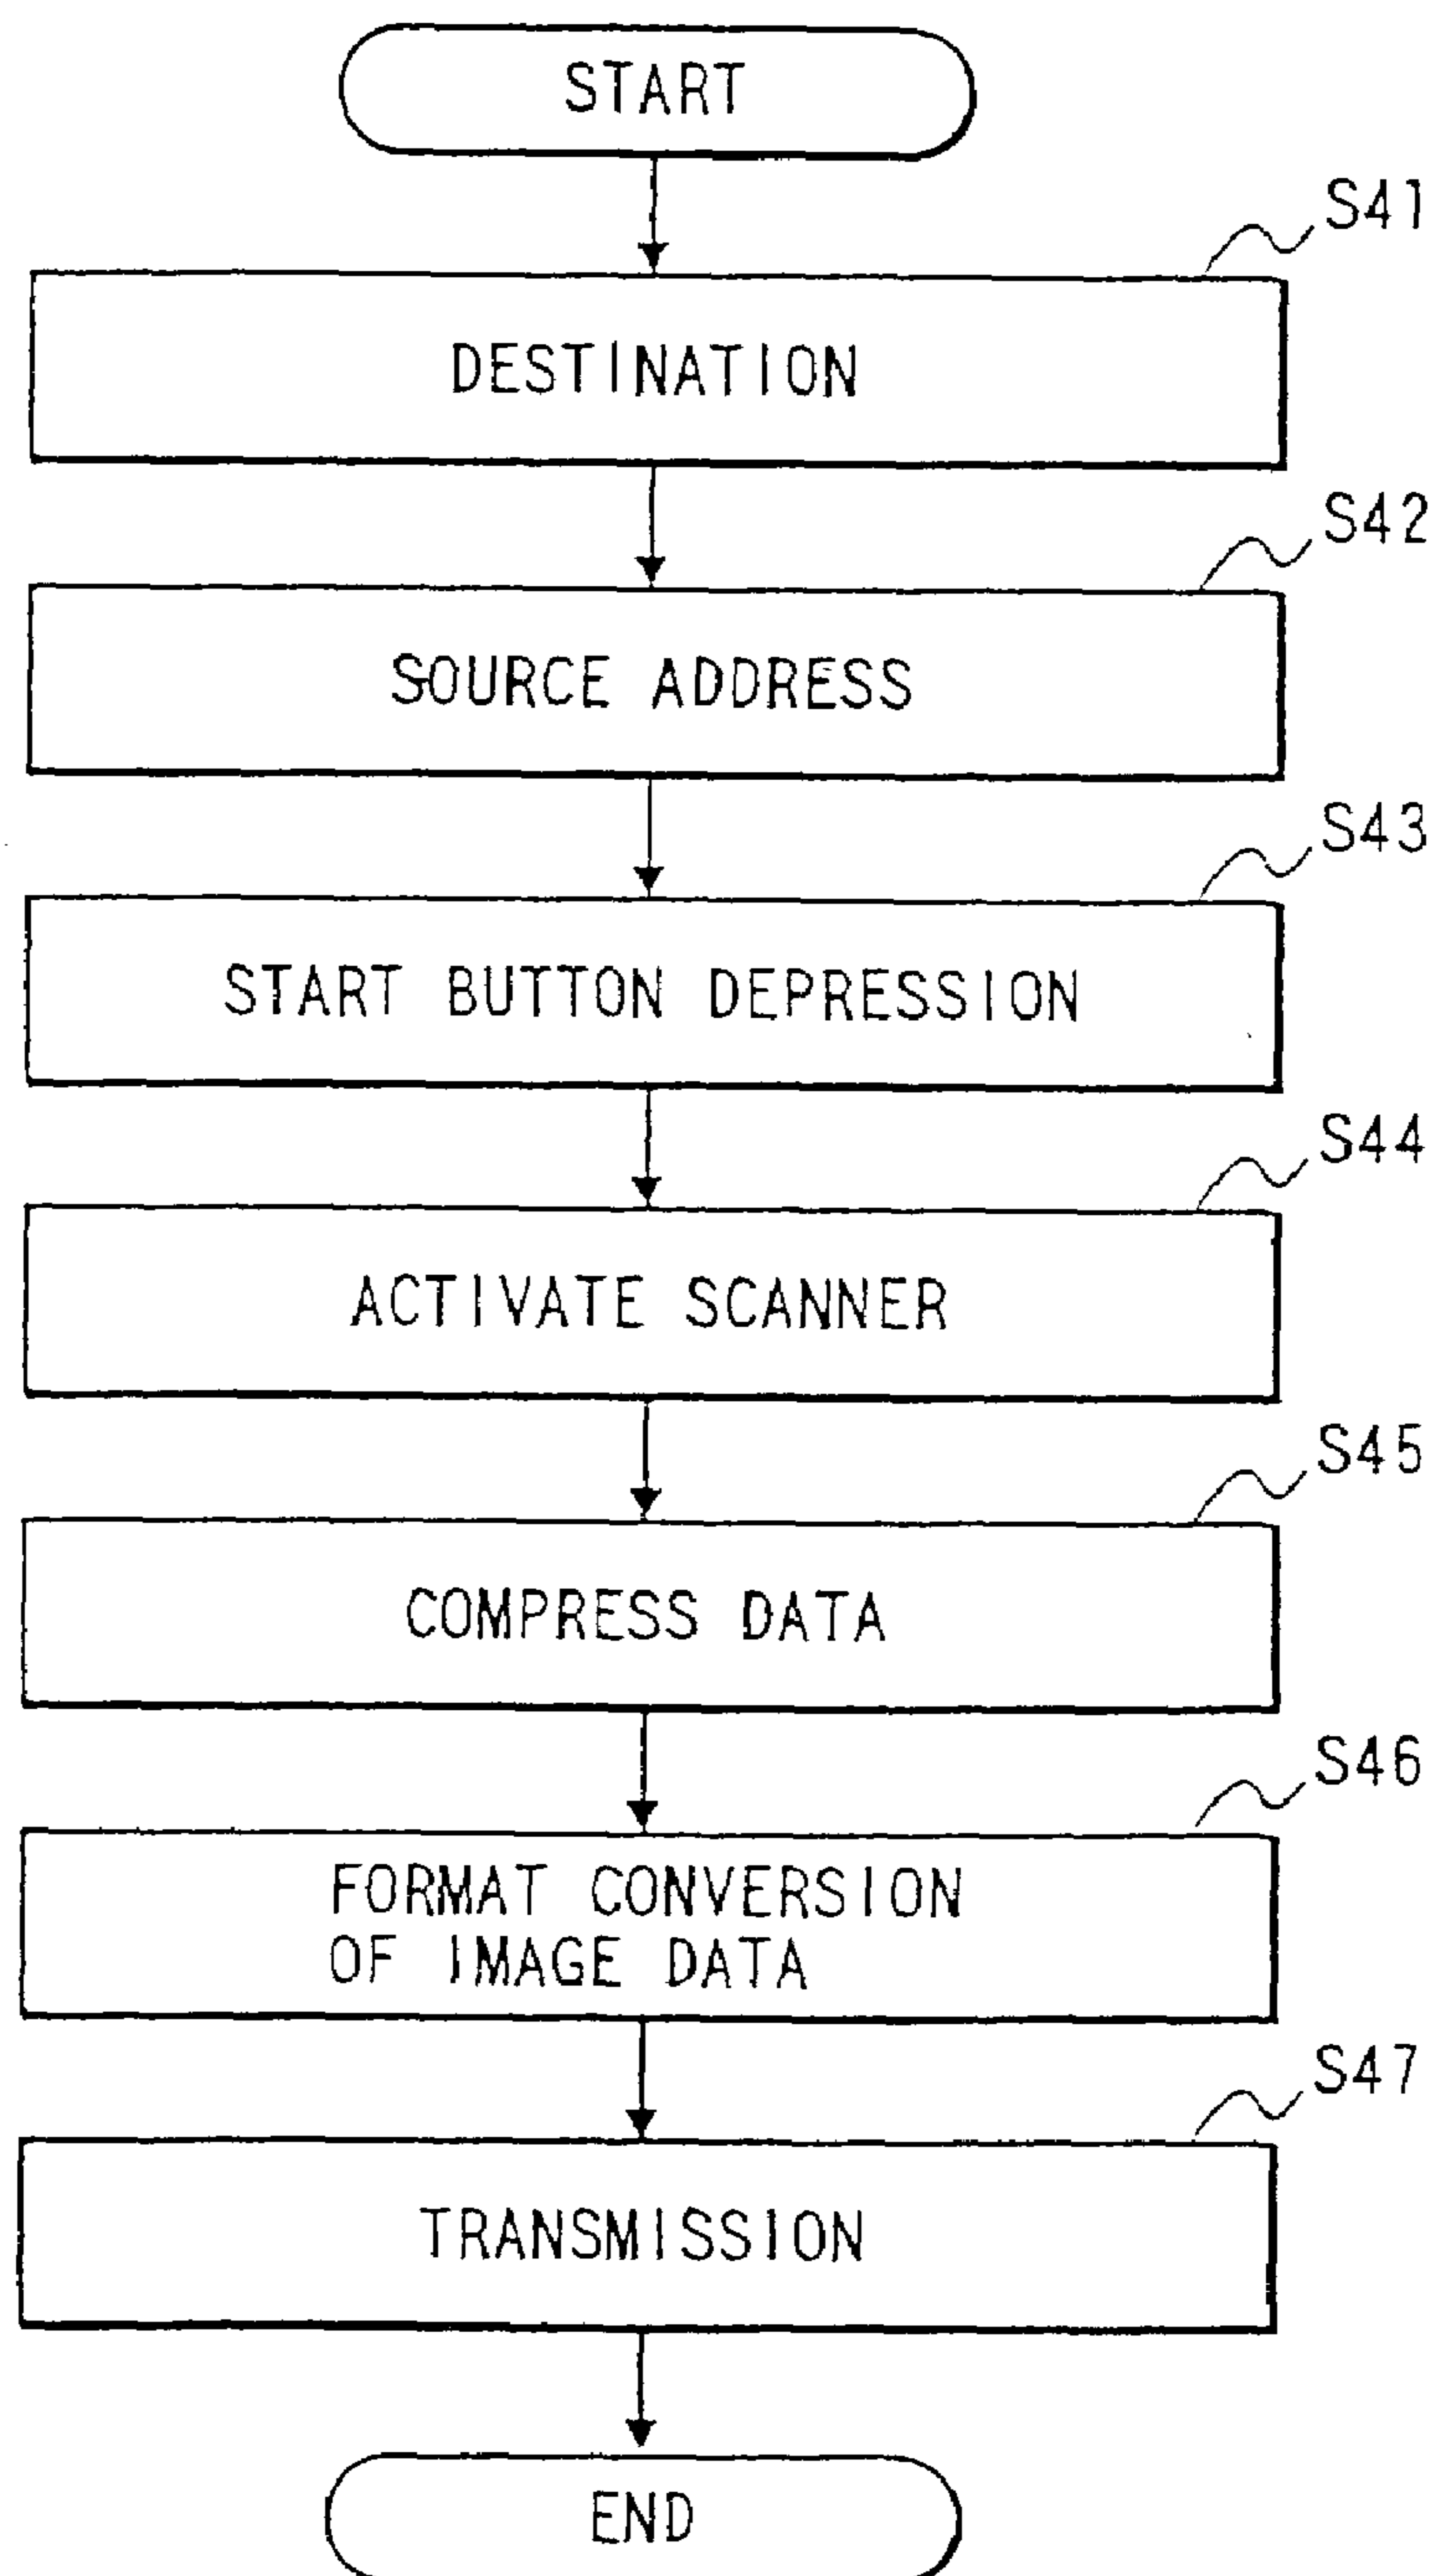 START
S41
DESTINATION
S42
SOURCE ADDRESS
S43
START BUTTON DEPRESSION
S44
ACTIVATE SCANNER
S45
COMPRESS DATA
S46
FORMAT CONVERSION
OF IMAGE DATA
S47
TRANSMISSION
END